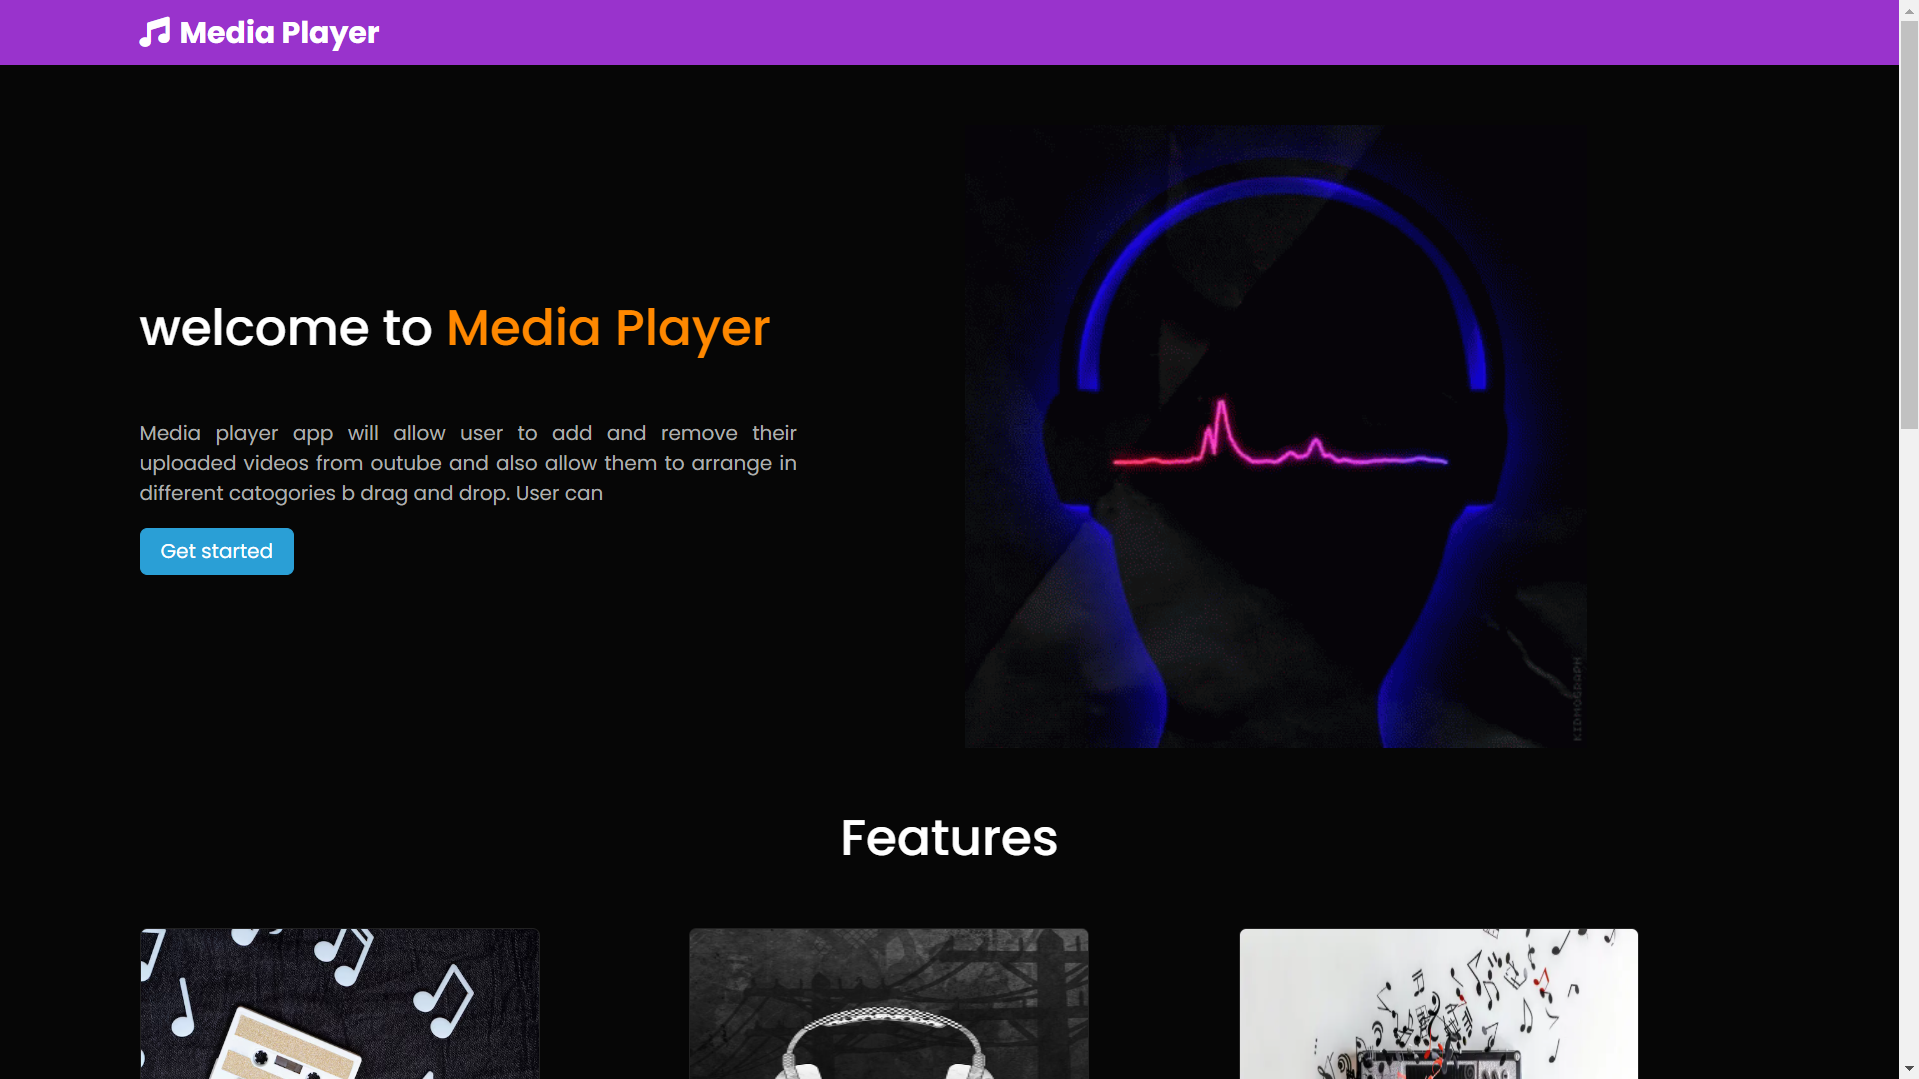 Media Player
welcome to Media Player
Media player app will allow user to add and remove their
uploaded videos from outube and also allow them to arrange in
different catogories b drag and drop. User can
Get started
KIDMOGRAPH
Features